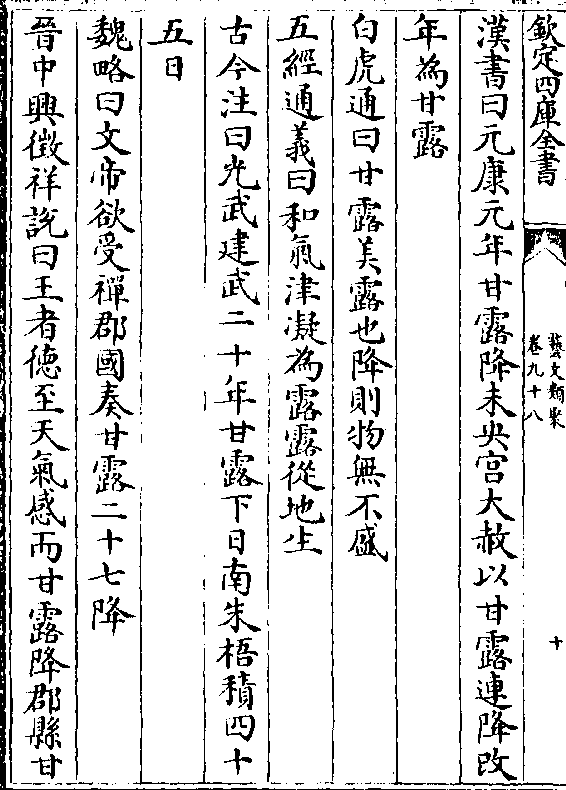 欽定四庫全書
藝文類聚
卷九十八
十
漢書曰元康元年甘露降未央宫大赦以甘露連降改
年為甘露
白虎通曰甘露美露也降則物無不盛
五經通義曰和氣津凝為露露從地生
古今注曰光武建武二十年甘露下日南朱梧積四十
五日
魏略曰文帝欲受禪郡國奏甘露二十七降
晉中興徴祥説曰王者徳至天氣感而甘露降郡縣甘